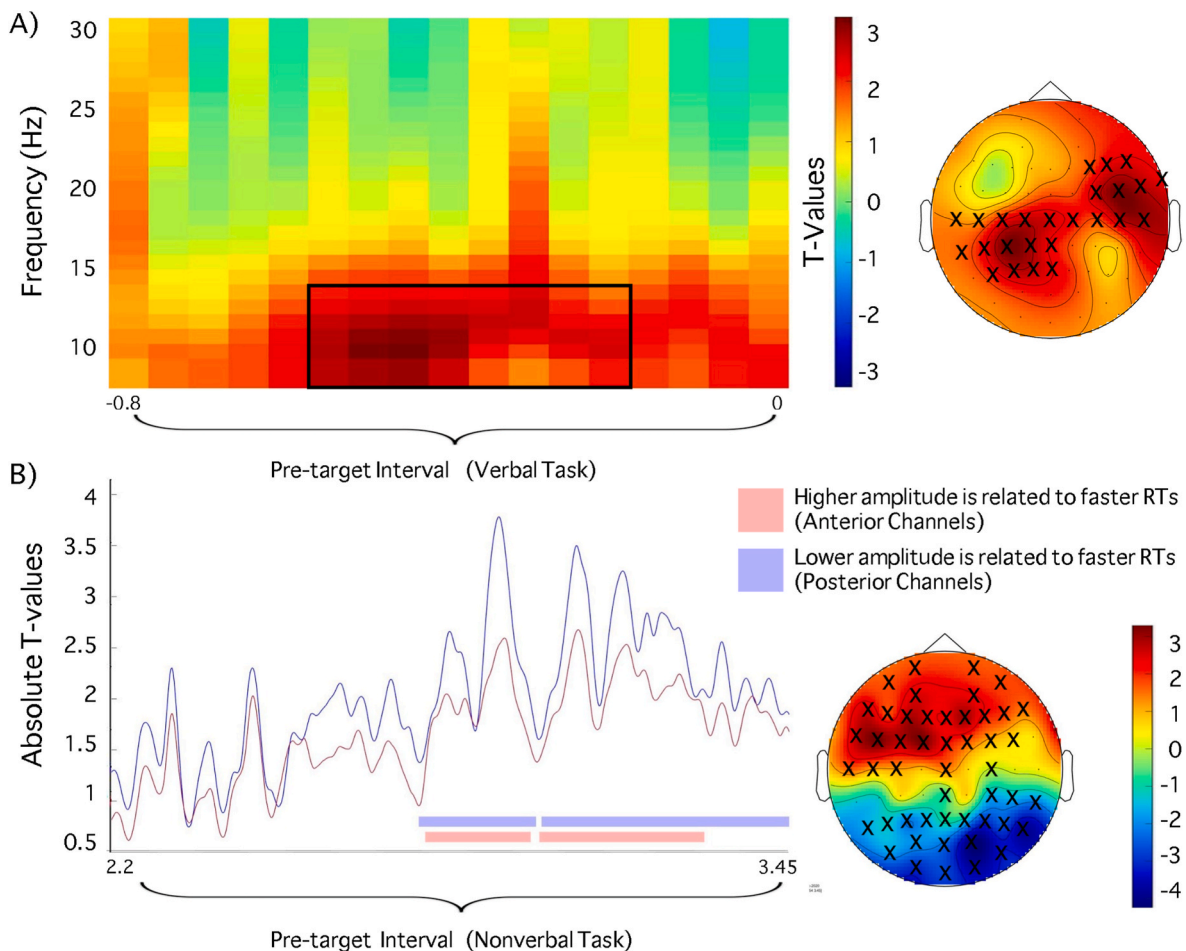 A)
30
25
20
15
10
Frequency (Hz)
-0.8
0
Pre-target Interval (Verbal Task)
3
2
1
0
-1
-2
-3
T-Values
X X X
X X X X
X X X X X X X X X
X X X X X
X X X X
B)
4
3.5
3
2.5
2
1.5
1
0.5
Absolute T-values
2.2
3.45
Pre-target Interval (Nonverbal Task)
Higher amplitude is related to faster RTs
(Anterior Channels)
Lower amplitude is related to faster RTs
(Posterior Channels)
3
2
1
0
-1
-2
-3
-4